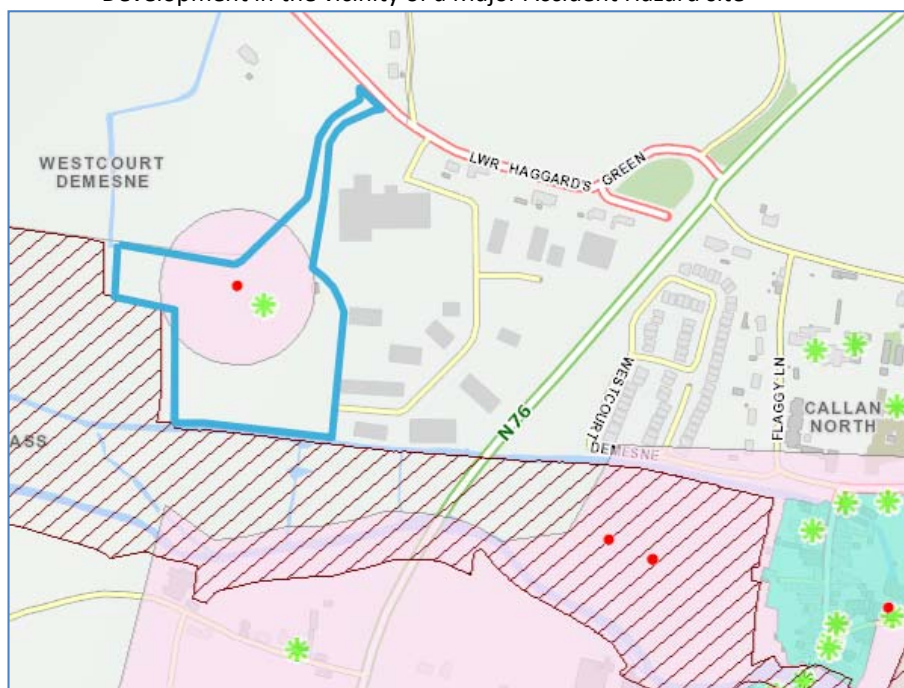 Development in the vicinity of a Major Accident Hazard site
WESTCOURT
DEMESNE
LWR HAGGARD'S GREEN
N76
WESTCOURT
DEMESNE
FLAGGY LN
CALLAN
NORTH
ASS